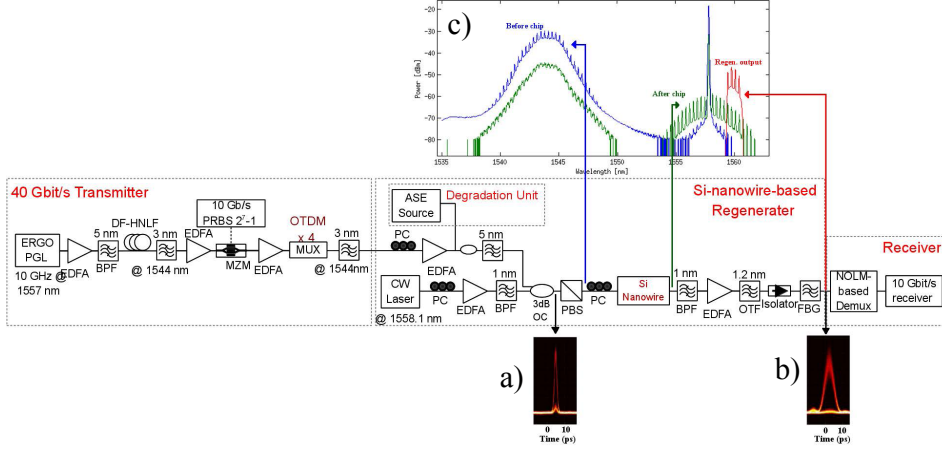 c)
Before chip
Regen. output
After chip
Power [dBm]
-20
-30
-40
-50
-60
-70
-80
1535
1540
1545
1550
1555
1560
Wavelength [nm]
40 Gbit/s Transmitter
Degradation Unit
Si-nanowire-based
Regenerater
Receiver
ERGO
PGL
10 GHz @
1557 nm
EDFA
5 nm
BPF
DF-HNLF
3 nm
@ 1544 nm
EDFA
10 Gb/s
PRBS 2⁷-1
MZM
EDFA
OTDM
x 4
MUX
3 nm
@ 1544nm
ASE
Source
PC
EDFA
5 nm
CW
Laser
@ 1558.1 nm
PC
EDFA
1 nm
BPF
3dB
OC
PBS
PC
Si
Nanowire
1 nm
BPF
EDFA
1.2 nm
OTF
Isolator
FBG
NOLM-
based
Demux
10 Gbit/s
receiver
a)
0 10
Time (ps)
b)
0 10
Time (ps)